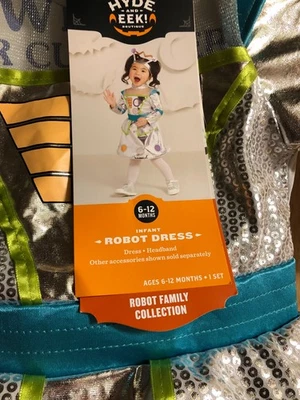 HYDE
AND
EEK!
BOUTIQUE
6-12
MONTHS
INFANT
ROBOT DRESS
Dress • Headband
Other accessories shown sold separately
AGES 6-12 MONTHS • 1 SET
ROBOT FAMILY
COLLECTION